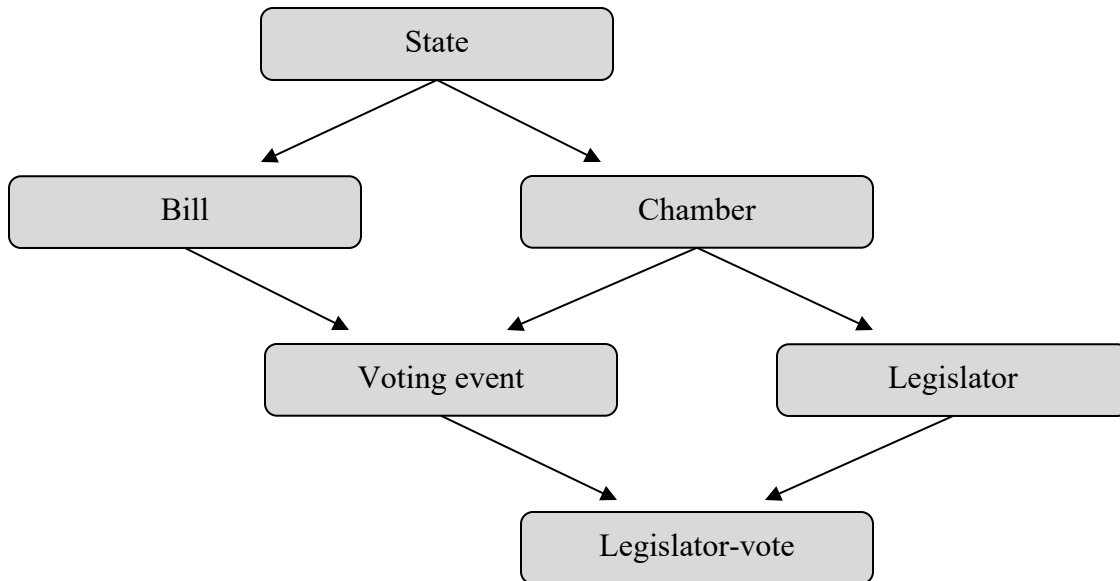 State
Bill
Chamber
Voting event
Legislator
Legislator-vote